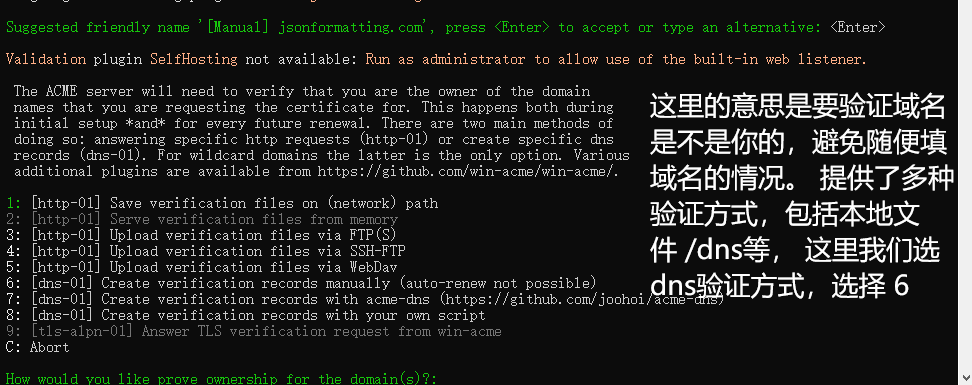 Suggested friendly name '[Manual] jsonformatting.com', press <Enter> to accept or type an alternative: <Enter>
Validation plugin SelfHosting not available: Run as administrator to allow use of the built-in web listener.
The ACME server will need to verify that you are the owner of the domain
names that you are requesting the certificate for. This happens both during
initial setup *and* for every future renewal. There are two main methods of
doing so: answering specific http requests (http-01) or create specific dns
records (dns-01). For wildcard domains the latter is the only option. Various
additional plugins are available from https://github.com/win-acme/win-acme/.
这里的意思是要验证域名
是不是你的，避免随便填
域名的情况。 提供了多种
验证方式，包括本地文
件 /dns等， 这里我们选
dns验证方式，选择 6
1: [http-01] Save verification files on (network) path
2: [http-01] Serve verification files from memory
3: [http-01] Upload verification files via FTP(S)
4: [http-01] Upload verification files via SSH-FTP
5: [http-01] Upload verification files via WebDav
6: [dns-01] Create verification records manually (auto-renew not possible)
7: [dns-01] Create verification records with acme-dns (https://github.com/joohoi/acme-dns)
8: [dns-01] Create verification records with your own script
9: [tls-alpn-01] Answer TLS verification request from win-acme
C: Abort
How would you like prove ownership for the domain(s)?: